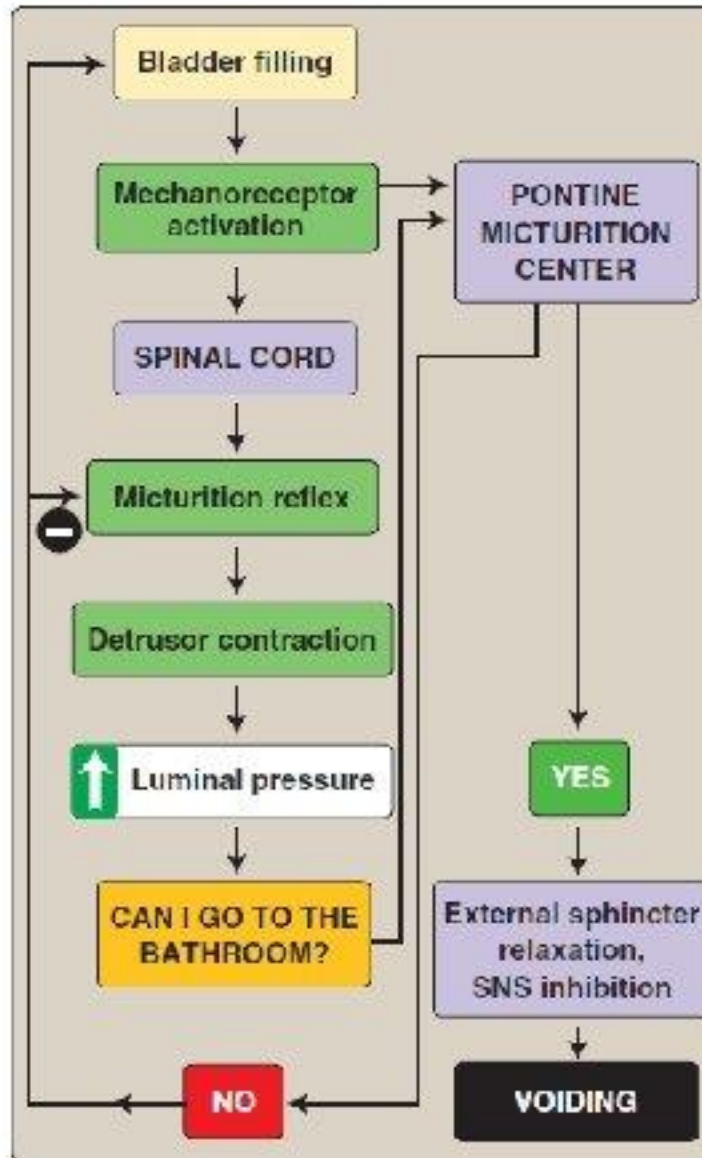 Bladder filling
Mechanoreceptor
activation
PONTINE
MICTURITION
CENTER
SPINAL CORD
Micturition reflex
Detrusor contraction
Luminal pressure
YES
CAN I GO TO THE
BATHROOM?
External sphincter
relaxation,
SNS inhibition
NO
VOIDING